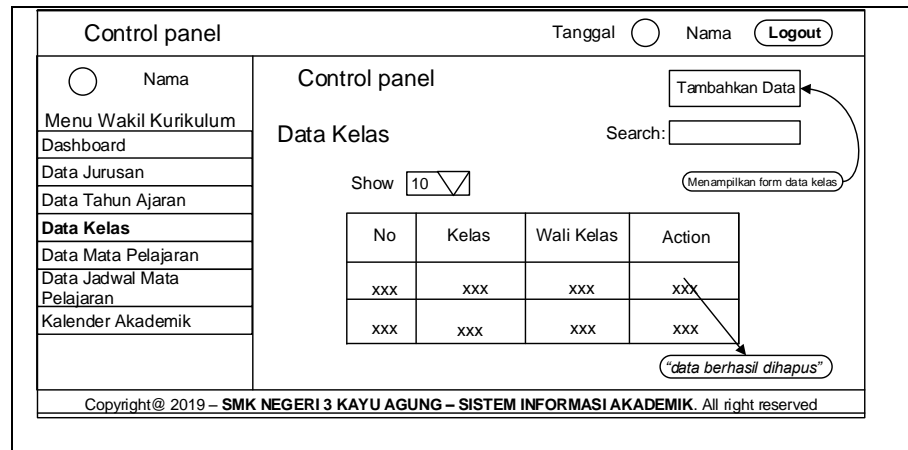 Control panel
Tanggal Nama Logout
Nama
Menu Wakil Kurikulum
Dashboard
Data Jurusan
Data Tahun Ajaran
Data Kelas
Data Mata Pelajaran
Data Jadwal Mata
Pelajaran
Kalender Akademik
Control panel
Tambahkan Data
Data Kelas
Search:
Show 10
Menampilkan form data kelas
No Kelas Wali Kelas Action
xxx xxx xxx xxx
xxx xxx xxx xxx
“data berhasil dihapus”
Copyright@ 2019 – SMK NEGERI 3 KAYU AGUNG – SISTEM INFORMASI AKADEMIK. All right reserved